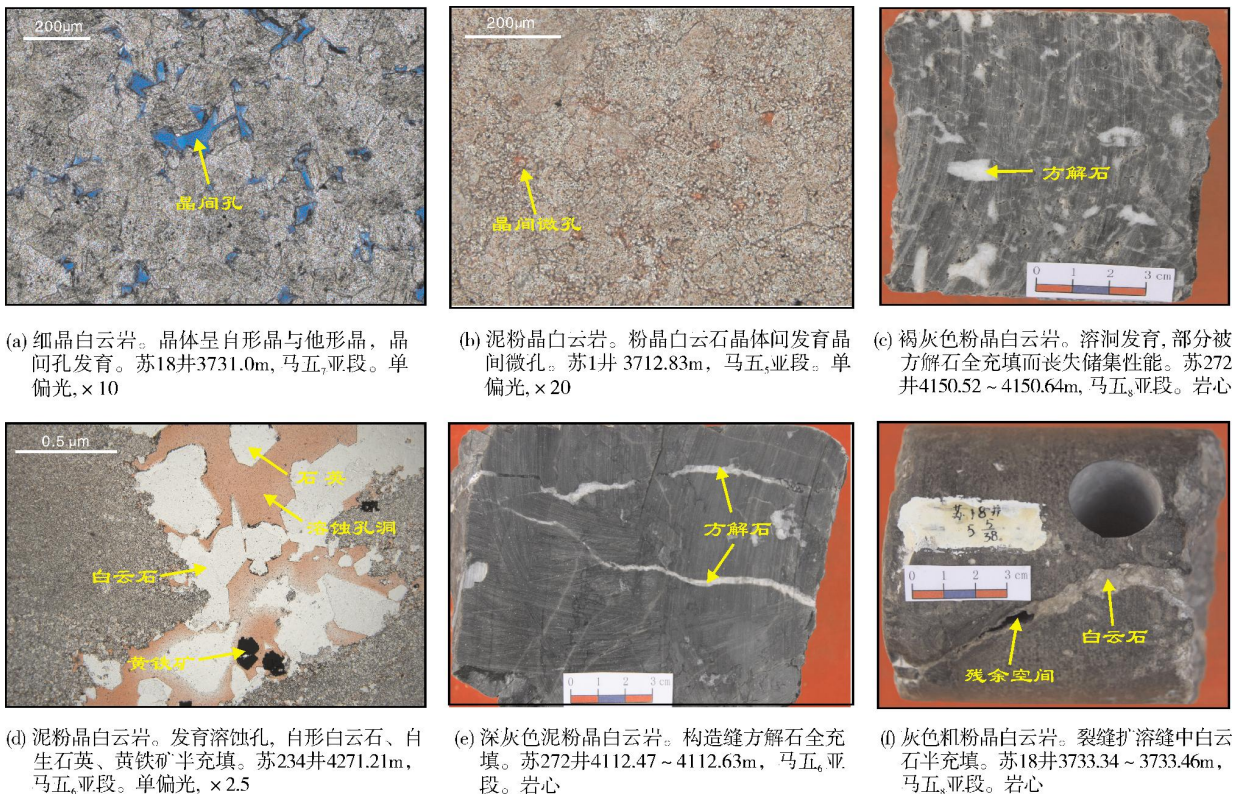 200μm
晶间孔
200μm
晶间微孔
方解石
0 1 2 3 cm
(a) 细晶白云岩。晶体呈自形晶与他形晶，晶
间孔发育。苏18井3731.0m, 马五₇亚段。单
偏光, × 10
(b) 泥粉晶白云岩。粉晶白云石晶体间发育晶
间微孔。苏1井 3712.83m，马五₅亚段。单
偏光, × 20
(c) 褐灰色粉晶白云岩。溶洞发育, 部分被
方解石全充填而丧失储集性能。苏272
井4150.52 ~ 4150.64m, 马五₈亚段。岩心
0.5 μm
石英
溶蚀孔洞
白云石
黄铁矿
方解石
0 1 2 3 cm
苏18井
5 5/38
0 1 2 3 cm
白云石
残余空间
(d) 泥粉晶白云岩。发育溶蚀孔, 自形白云石、自
生石英、黄铁矿半充填。苏234井4271.21m,
马五₆亚段。单偏光, × 2.5
(e) 深灰色泥粉晶白云岩。构造缝方解石全充
填。苏272井4112.47 ~ 4112.63m，马五₆亚
段。岩心
(f) 灰色粗粉晶白云岩。裂缝扩溶缝中白云
石半充填。苏18井3733.34 ~ 3733.46m,
马五₈亚段。岩心